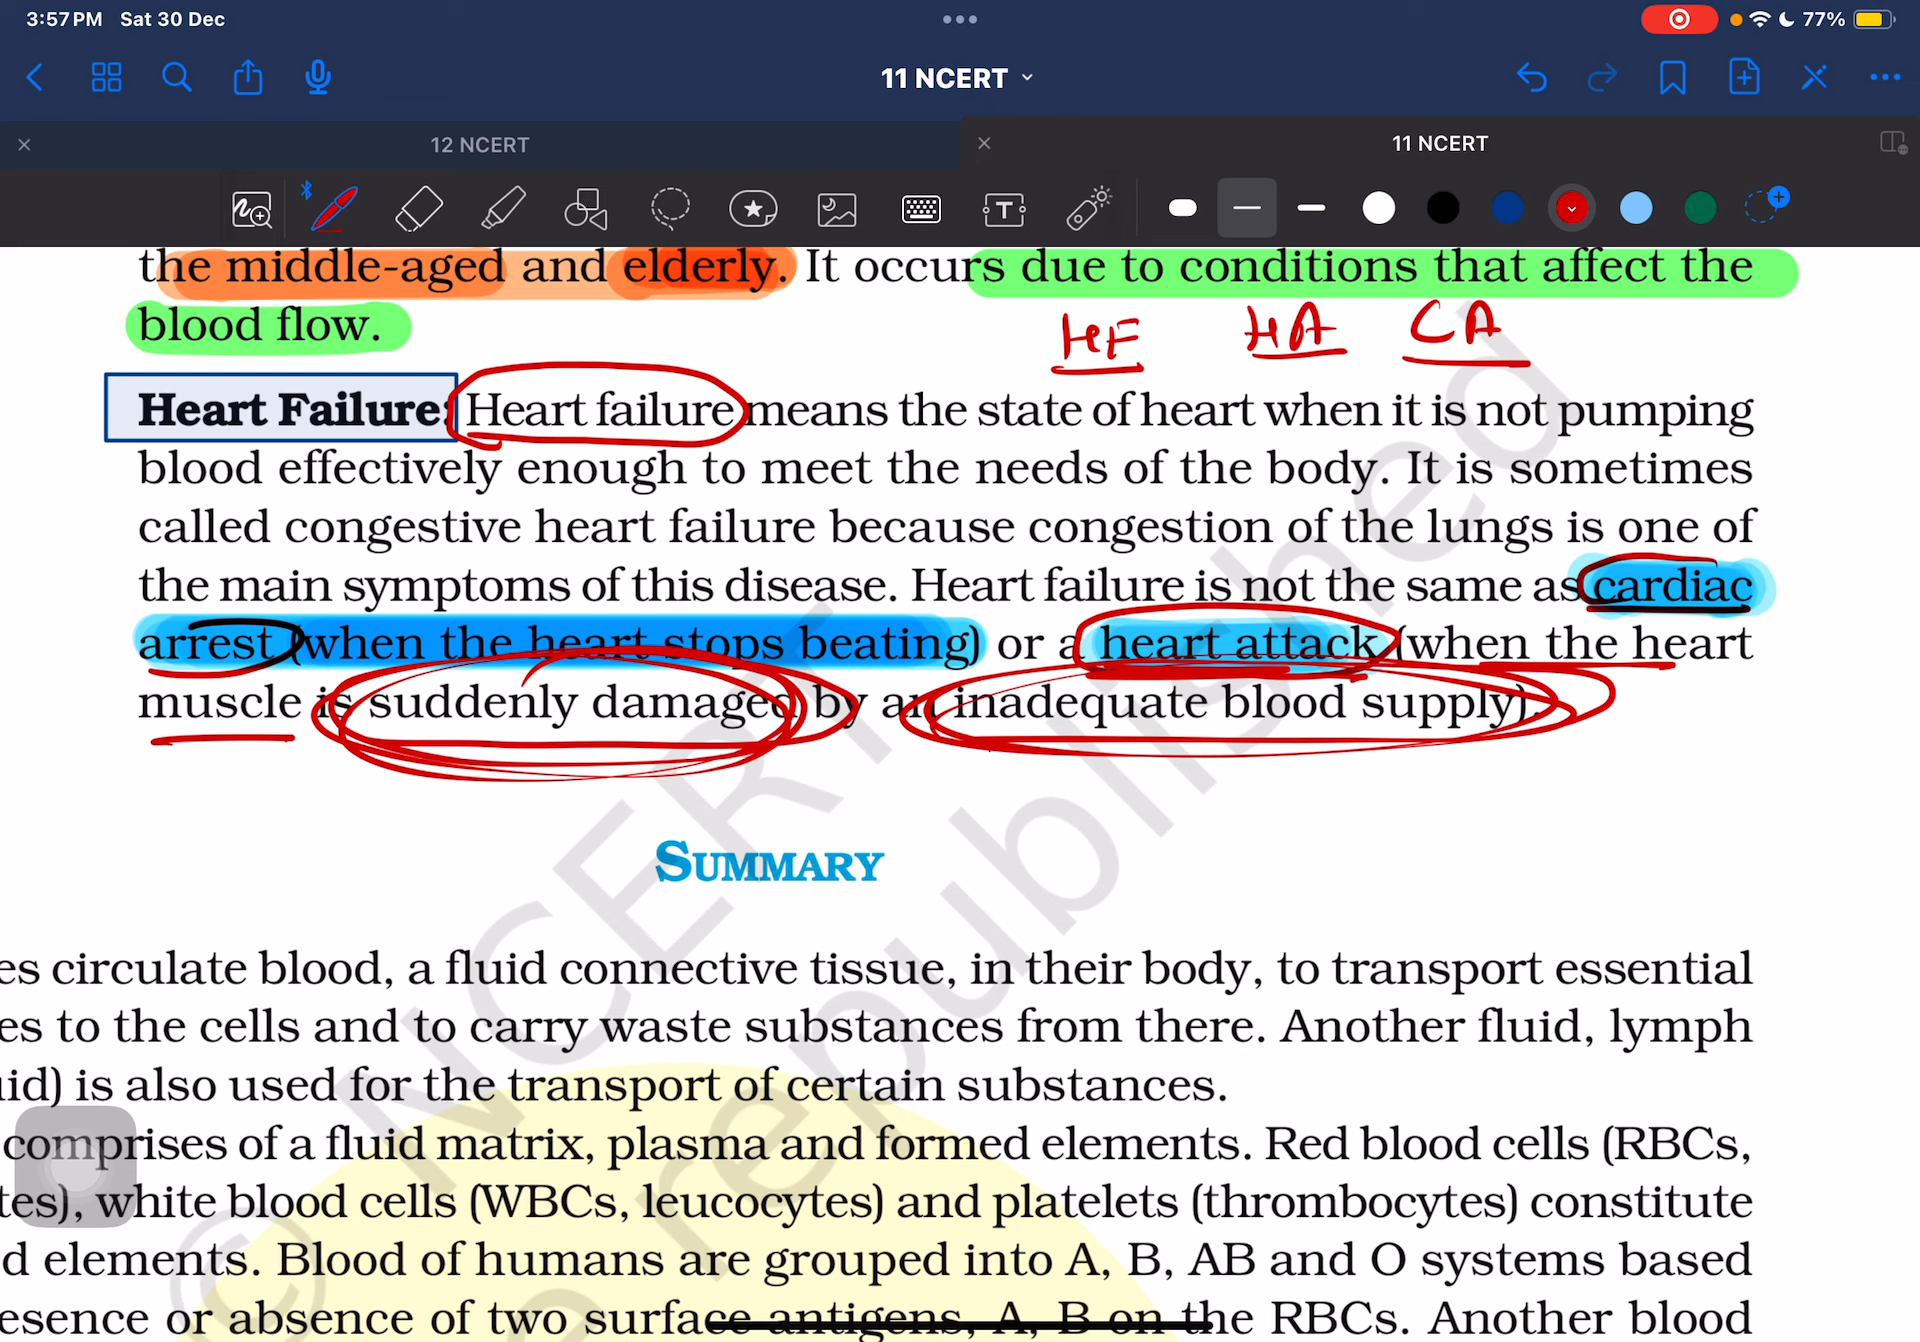 3:57 PM Sat 30 Dec
77%
11 NCERT
12 NCERT
11 NCERT
T
the middle-aged and elderly. It occurs due to conditions that affect the
blood flow.
HF HA CA
Heart Failure: Heart failure means the state of heart when it is not pumping
blood effectively enough to meet the needs of the body. It is sometimes
called congestive heart failure because congestion of the lungs is one of
the main symptoms of this disease. Heart failure is not the same as cardiac
arrest (when the heart stops beating) or a heart attack (when the heart
muscle is suddenly damaged by an inadequate blood supply).
SUMMARY
es circulate blood, a fluid connective tissue, in their body, to transport essential
es to the cells and to carry waste substances from there. Another fluid, lymph
uid) is also used for the transport of certain substances.
comprises of a fluid matrix, plasma and formed elements. Red blood cells (RBCs,
tes), white blood cells (WBCs, leucocytes) and platelets (thrombocytes) constitute
d elements. Blood of humans are grouped into A, B, AB and O systems based
esence or absence of two surface antigens, A, B on the RBCs. Another blood
© NCERT
republished